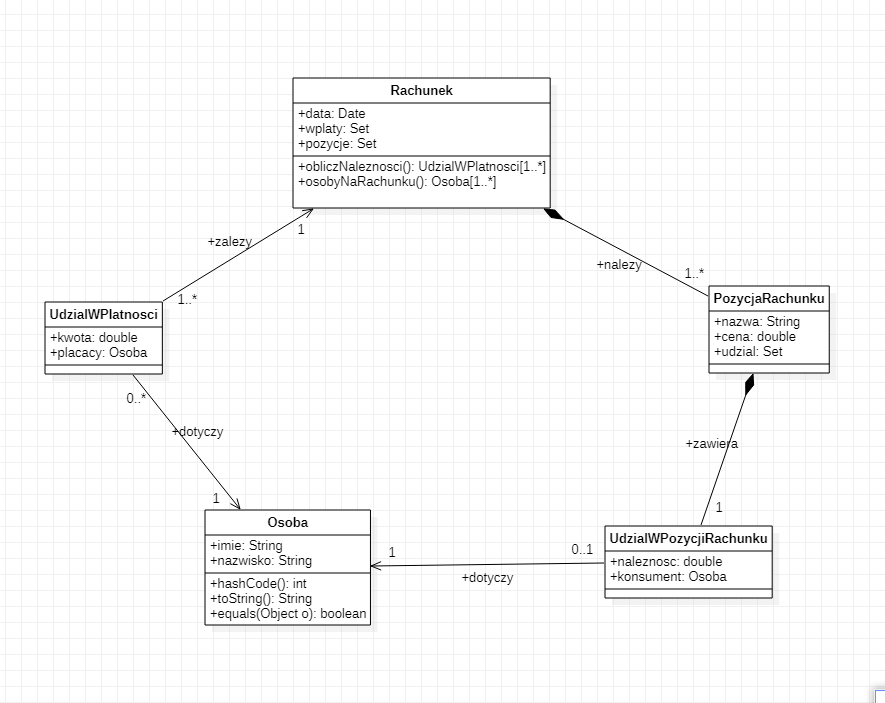 Rachunek
+data: Date
+wplaty: Set
+pozycje: Set
+obliczNaleznosci(): UdzialWPlatnosci[1..*]
+osobyNaRachunku(): Osoba[1..*]
+zalezy
1
1..*
+nalezy
1..*
UdzialWPlatnosci
+kwota: double
+placacy: Osoba
PozycjaRachunku
+nazwa: String
+cena: double
+udzial: Set
0..*
+dotyczy
1
+zawiera
1
Osoba
+imie: String
+nazwisko: String
+hashCode(): int
+toString(): String
+equals(Object o): boolean
1
0..1
+dotyczy
UdzialWPozycjiRachunku
+naleznosc: double
+konsument: Osoba